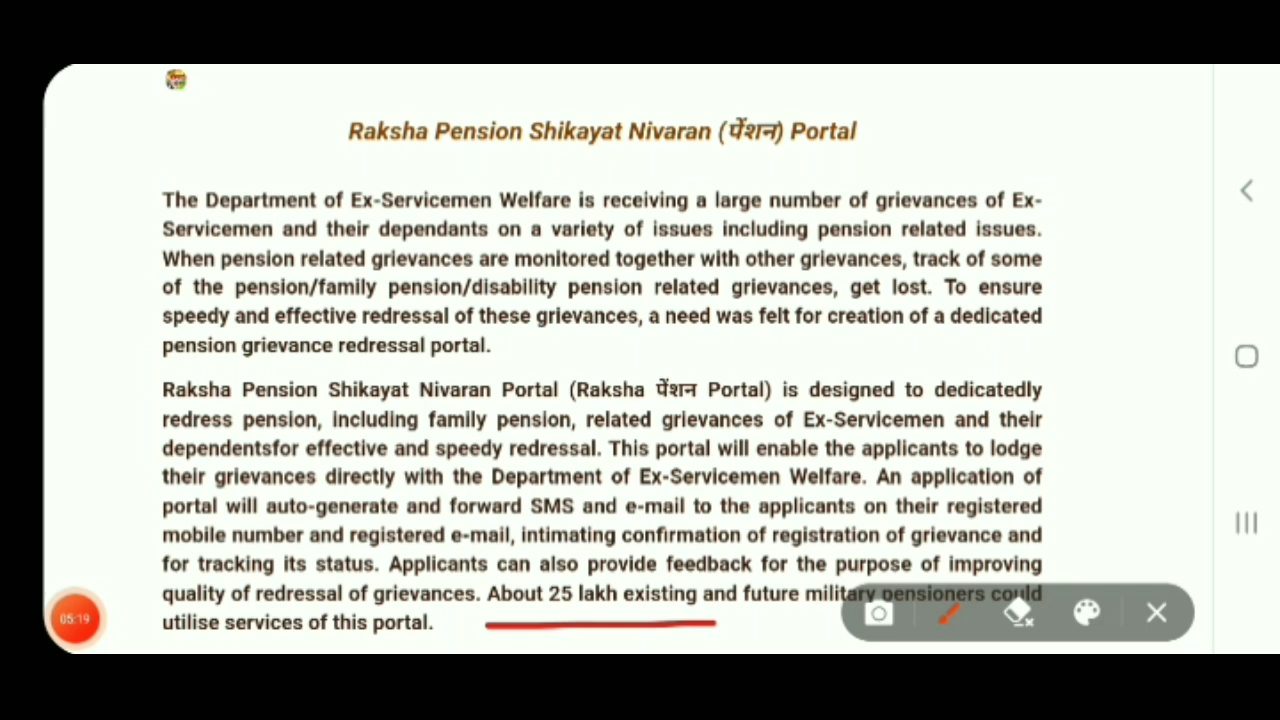 Raksha Pension Shikayat Nivaran (पेंशन) Portal
The Department of Ex-Servicemen Welfare is receiving a large number of grievances of Ex-
Servicemen and their dependants on a variety of issues including pension related issues.
When pension related grievances are monitored together with other grievances, track of some
of the pension/family pension/disability pension related grievances, get lost. To ensure
speedy and effective redressal of these grievances, a need was felt for creation of a dedicated
pension grievance redressal portal.
Raksha Pension Shikayat Nivaran Portal (Raksha पेंशन Portal) is designed to dedicatedly
redress pension, including family pension, related grievances of Ex-Servicemen and their
dependentsfor effective and speedy redressal. This portal will enable the applicants to lodge
their grievances directly with the Department of Ex-Servicemen Welfare. An application of
portal will auto-generate and forward SMS and e-mail to the applicants on their registered
mobile number and registered e-mail, intimating confirmation of registration of grievance and
for tracking its status. Applicants can also provide feedback for the purpose of improving
quality of redressal of grievances. About 25 lakh existing and future military pensioners could
utilise services of this portal.
05:19